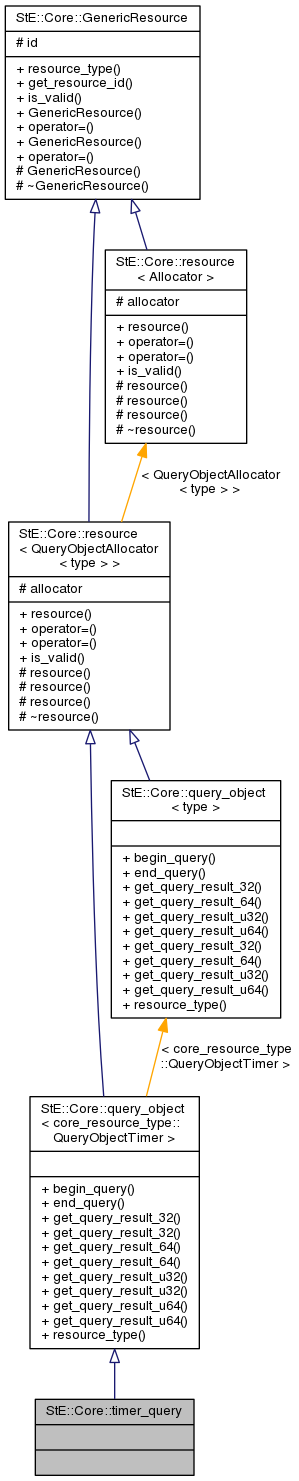 StE::Core::GenericResource
# id
+ resource_type()
+ get_resource_id()
+ is_valid()
+ GenericResource()
+ operator=()
+ GenericResource()
+ operator=()
# GenericResource()
# ~GenericResource()
StE::Core::resource
< Allocator >
# allocator
+ resource()
+ operator=()
+ operator=()
+ is_valid()
# resource()
# resource()
# resource()
# ~resource()
< QueryObjectAllocator
< type > >
StE::Core::resource
< QueryObjectAllocator
< type > >
# allocator
+ resource()
+ operator=()
+ operator=()
+ is_valid()
# resource()
# resource()
# resource()
# ~resource()
StE::Core::query_object
< type >
+ begin_query()
+ end_query()
+ get_query_result_32()
+ get_query_result_64()
+ get_query_result_u32()
+ get_query_result_u64()
+ get_query_result_32()
+ get_query_result_64()
+ get_query_result_u32()
+ get_query_result_u64()
+ resource_type()
< core_resource_type
::QueryObjectTimer >
StE::Core::query_object
< core_resource_type::
QueryObjectTimer >
+ begin_query()
+ end_query()
+ get_query_result_32()
+ get_query_result_32()
+ get_query_result_64()
+ get_query_result_64()
+ get_query_result_u32()
+ get_query_result_u32()
+ get_query_result_u64()
+ get_query_result_u64()
+ resource_type()
StE::Core::timer_query